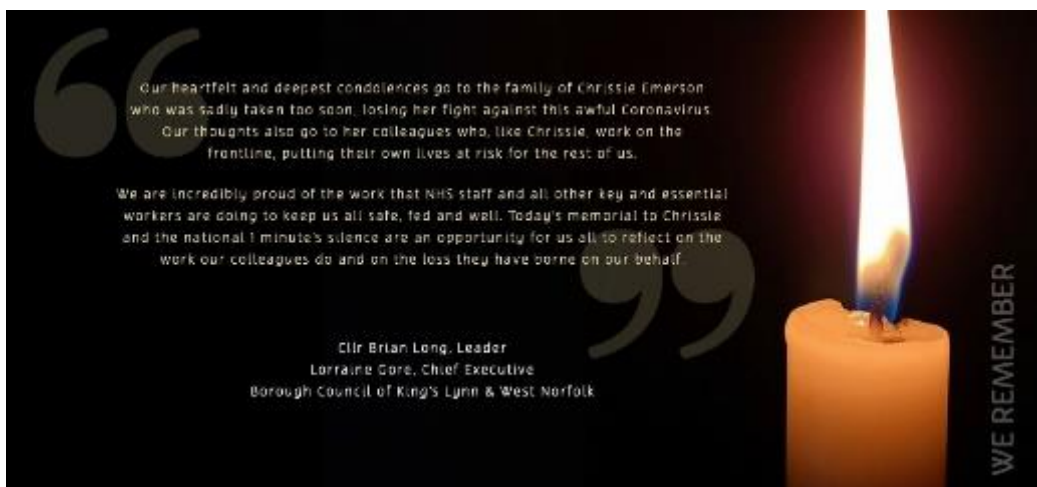 Our heartfelt and deepest condolences go to the family of Chrissie Emerson
who was sadly taken too soon, losing her fight against this awful Coronavirus.
Our thoughts also go to her colleagues who, like Chrissie, work on the
frontline, putting their own lives at risk for the rest of us.
We are incredibly proud of the work that NHS staff and all other key and essential
workers are doing to keep us all safe, fed and well. Today's memorial to Chrissie
and the national 1 minute's silence are an opportunity for us all to reflect on the
work our colleagues do and on the loss they have borne on our behalf.
Cllr Brian Long, Leader
Lorraine Gore, Chief Executive
Borough Council of King's Lynn & West Norfolk
WE REMEMBER